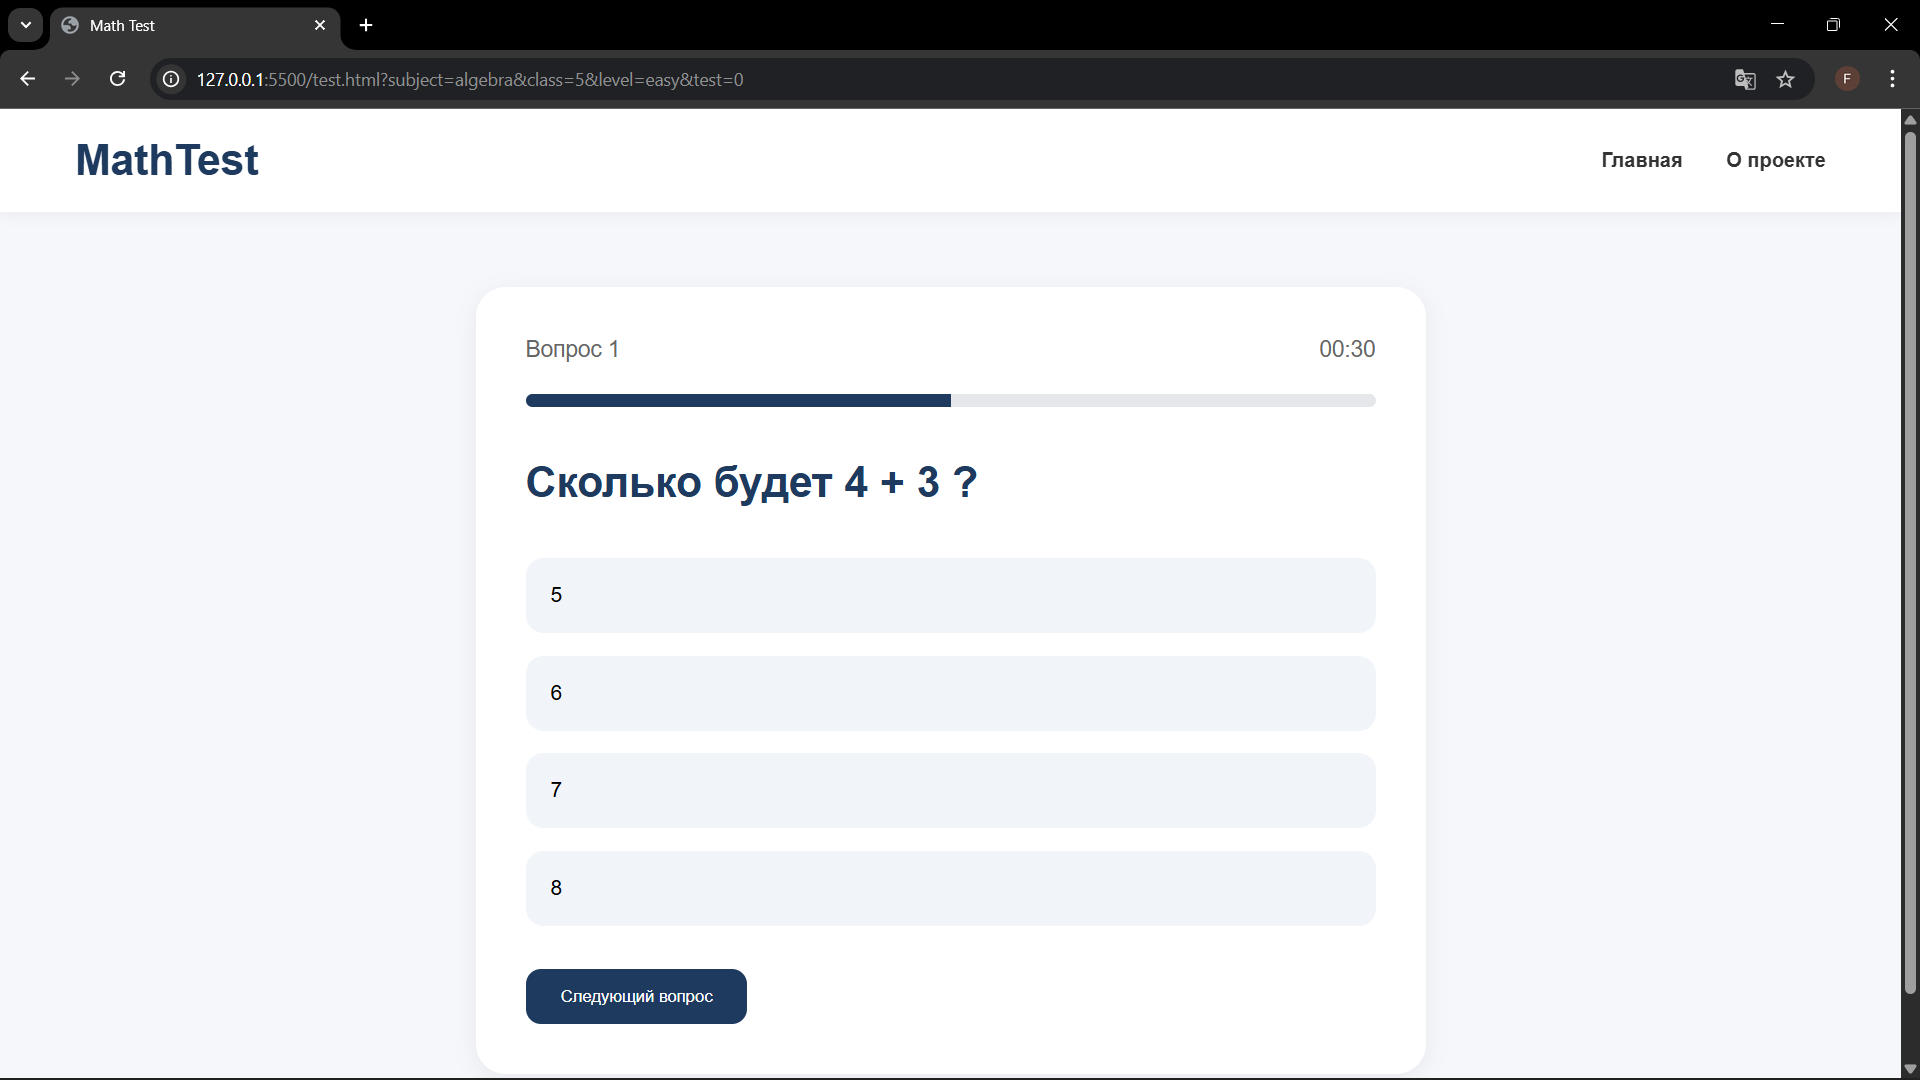 Math Test
127.0.0.1:5500/test.html?subject=algebra&class=5&level=easy&test=0
F
MathTest
Главная
О проекте
Вопрос 1
00:30
Сколько будет 4 + 3 ?
5
6
7
8
Следующий вопрос